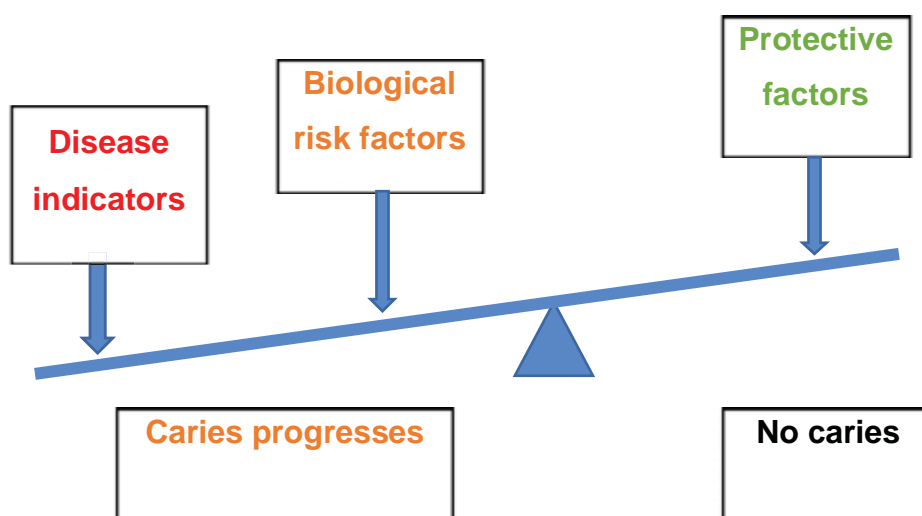 Protective
factors
Biological
risk factors
Disease
indicators
Caries progresses
No caries